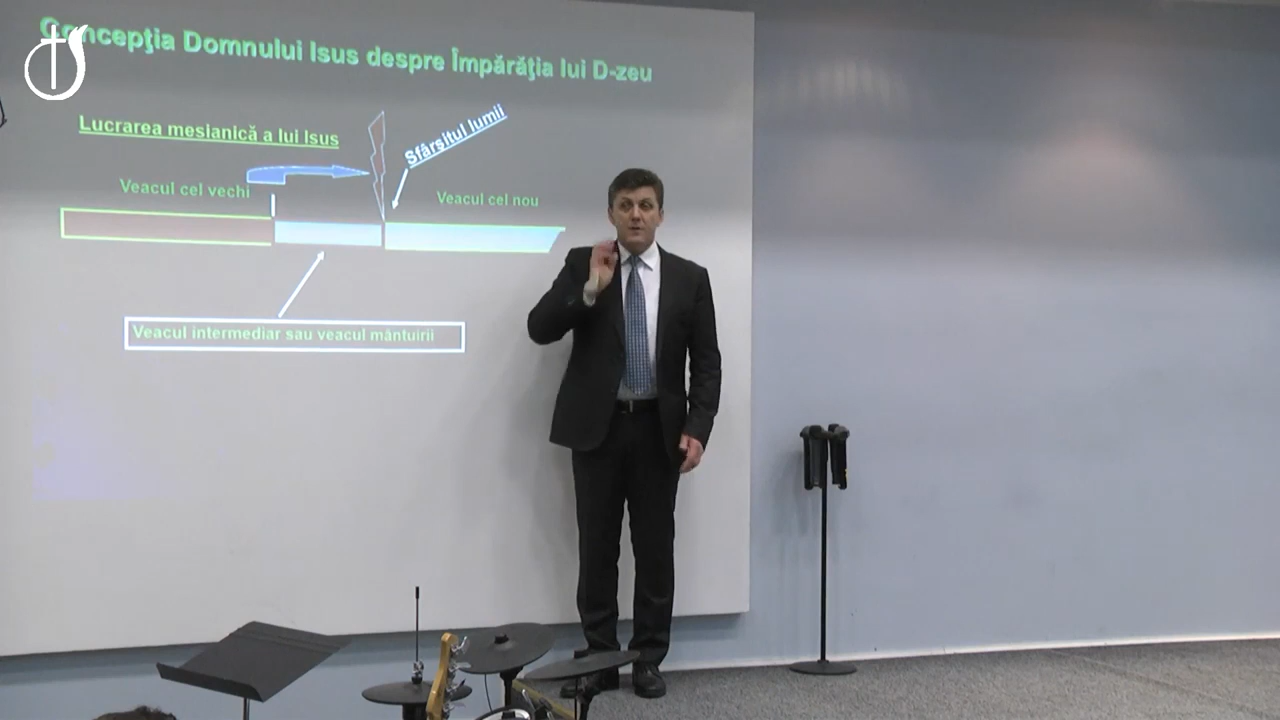 Concepţia Domnului Isus despre Împărăţia lui D-zeu
Lucrarea mesianică a lui Isus
Sfârşitul lumii
Veacul cel vechi
Veacul cel nou
Veacul intermediar sau veacul mântuirii